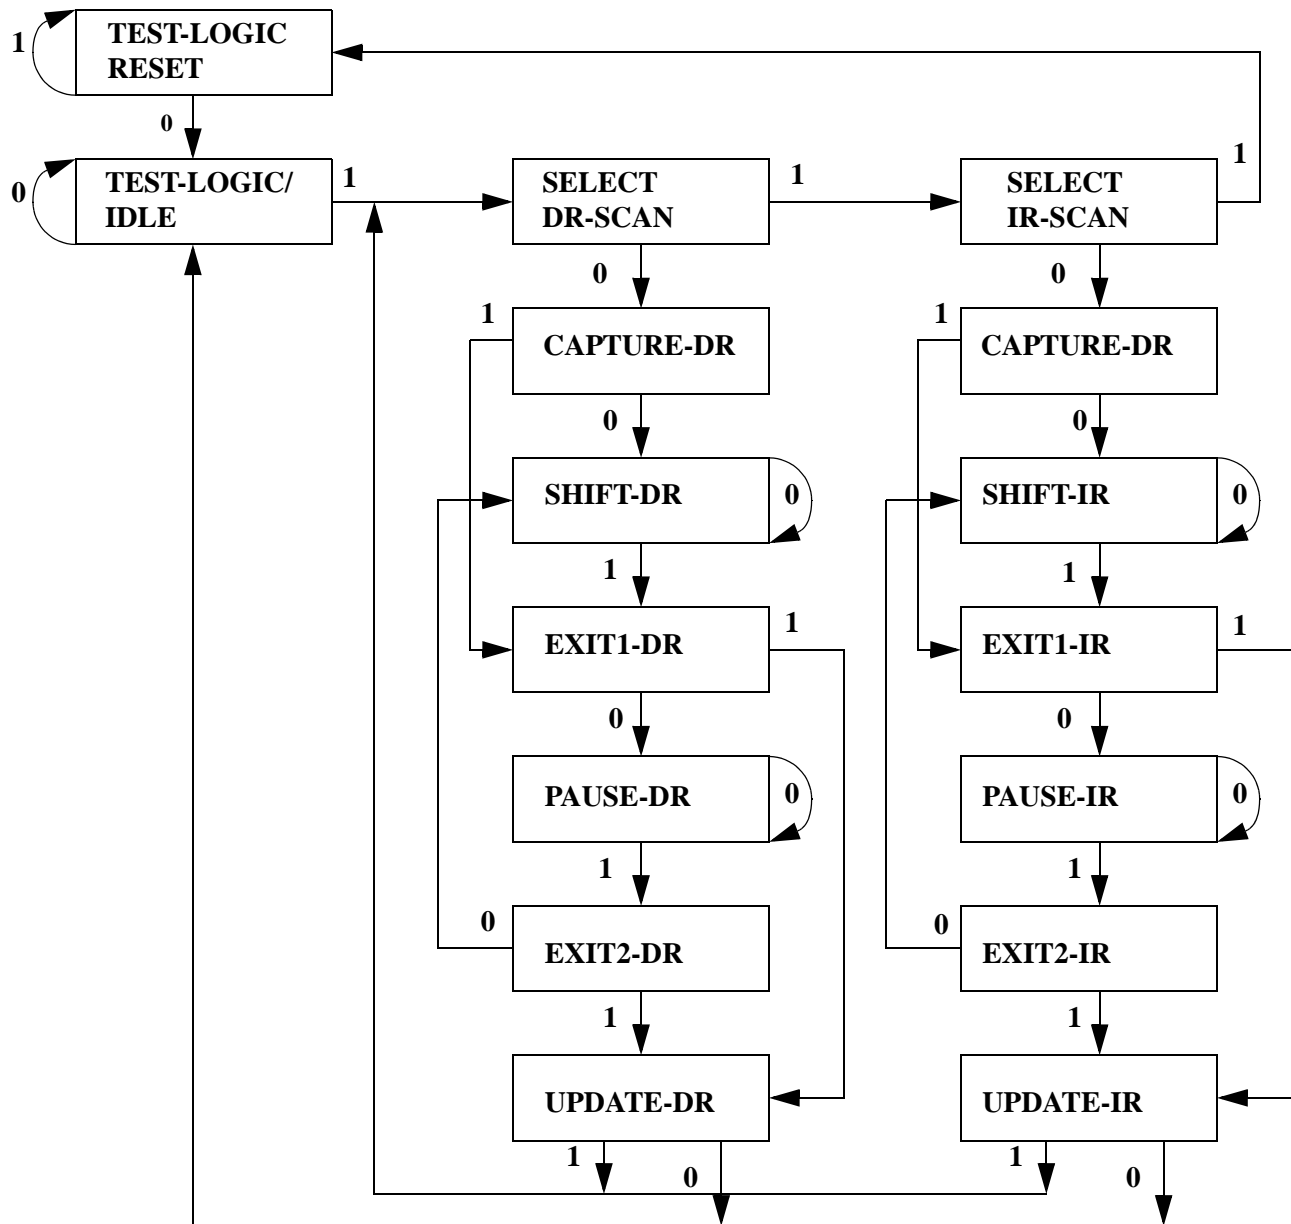 TEST-LOGIC
RESET
1
0
TEST-LOGIC/
IDLE
0
1
SELECT
DR-SCAN
1
SELECT
IR-SCAN
1
0
0
1
CAPTURE-DR
1
CAPTURE-DR
0
0
SHIFT-DR
0
SHIFT-IR
0
1
1
EXIT1-DR
1
EXIT1-IR
1
0
0
PAUSE-DR
0
PAUSE-IR
0
1
1
0
EXIT2-DR
0
EXIT2-IR
1
1
UPDATE-DR
UPDATE-IR
1
0
1
0